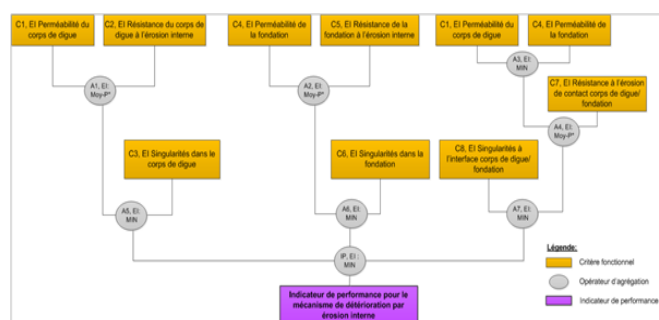 C1, EI Perméabilité du
corps de digue
C2, EI Résistance du corps de
digue à l'érosion interne
C4, EI Perméabilité de
la fondation
C5, EI Résistance de la
fondation à l'érosion interne
C1, EI Perméabilité du
corps de digue
C4, EI Perméabilité de
la fondation
A1, EI:
Moy-P*
A2, EI:
Moy-P*
A3, EI:
MIN
C7, EI Résistance à l'érosion
de contact corps de digue/
fondation
A4, EI:
Moy-P*
C3, EI Singularités dans le
corps de digue
C6, EI Singularités dans la
fondation
C8, EI Singularités à
l'interface corps de digue/
fondation
A5, EI:
MIN
A6, EI:
MIN
A7, EI:
MIN
IP, EI :
MIN
Indicateur de performance pour le
mécanisme de détérioration par
érosion interne
Légende:
Critère fonctionnel
Opérateur d'agrégation
Indicateur de performance